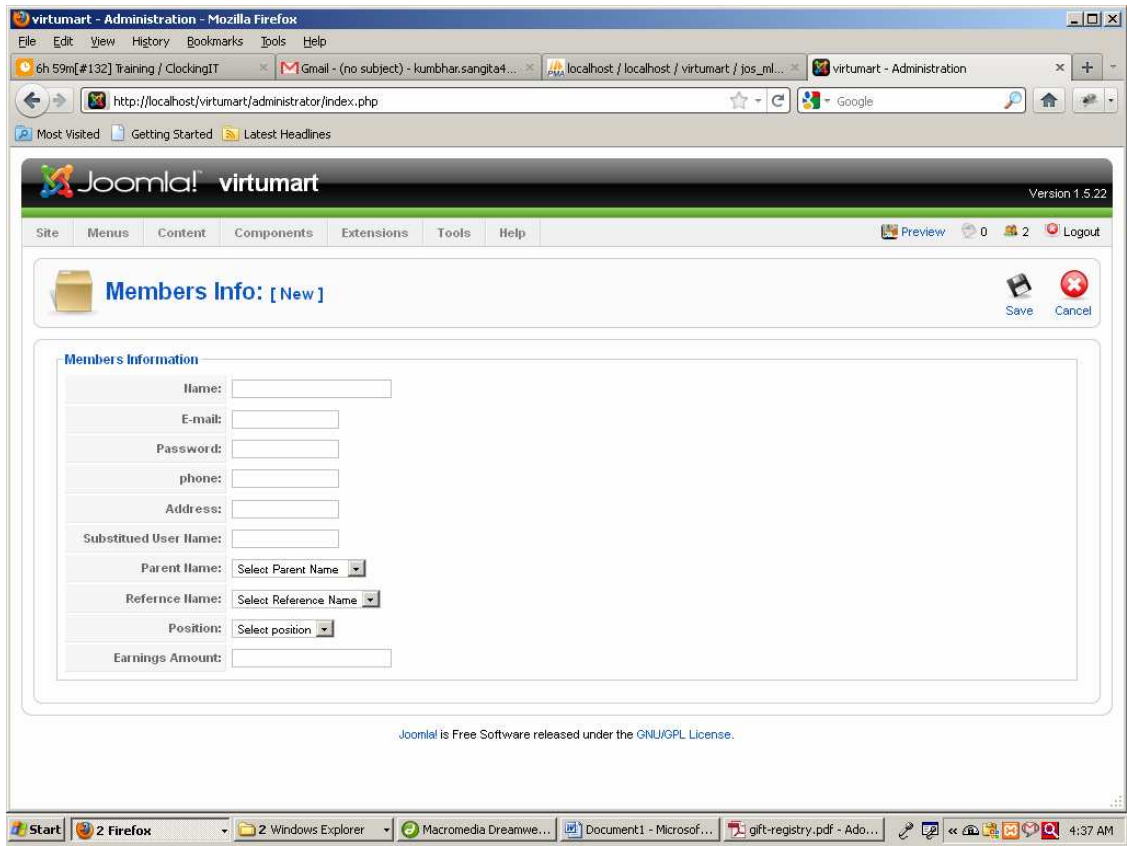 virtumart - Administration - Mozilla Firefox
File Edit View History Bookmarks Tools Help
6h 59m[#132] Training / ClockingIT
Gmail - (no subject) - kumbhar.sangita4...
localhost / localhost / virtumart / jos_ml...
virtumart - Administration
http://localhost/virtumart/administrator/index.php
Google
Most Visited Getting Started Latest Headlines
Joomla! virtumart
Version 1.5.22
Site Menus Content Components Extensions Tools Help
Preview 0 2 Logout
Members Info: [ New ]
Save Cancel
Members Information
Name:
E-mail:
Password:
phone:
Address:
Substitued User Name:
Parent Name: Select Parent Name
Refernce Name: Select Reference Name
Position: Select position
Earnings Amount:
Joomla! is Free Software released under the GNU/GPL License.
Start 2 Firefox 2 Windows Explorer Macromedia Dreamwe... Document1 - Microsof... gift-registry.pdf - Ado... « 4:37 AM